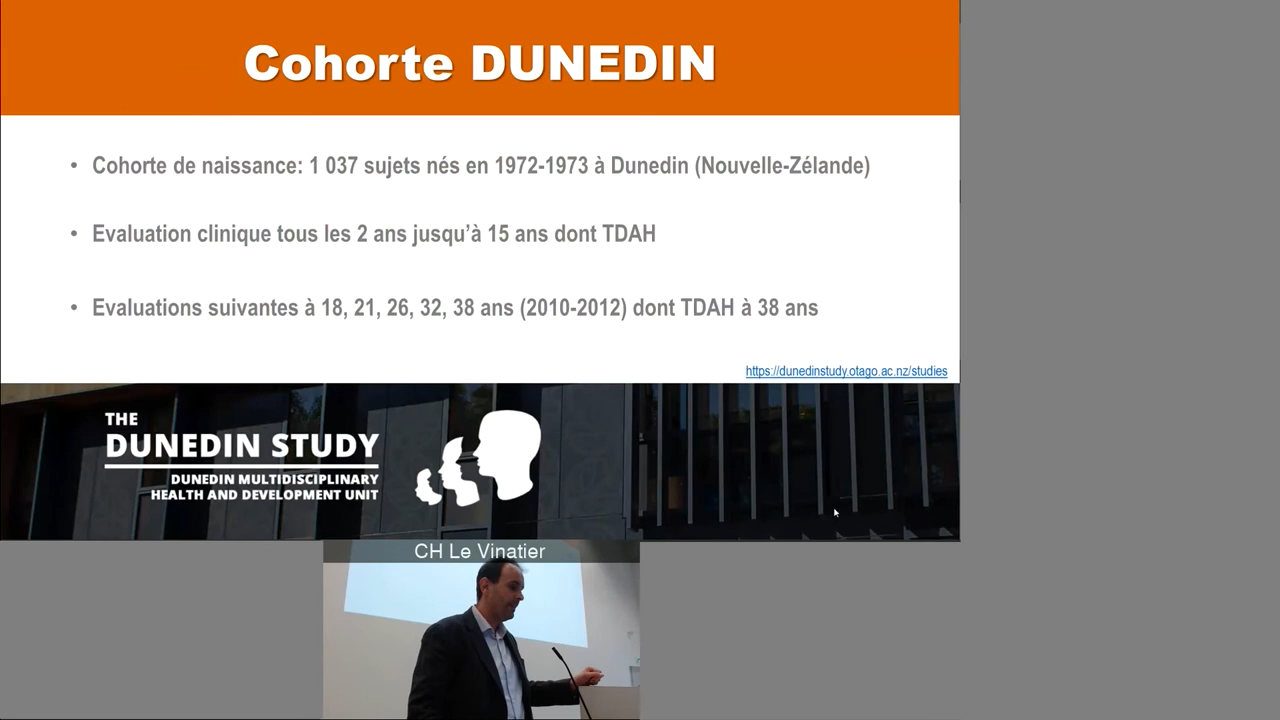 Cohorte DUNEDIN
• Cohorte de naissance: 1 037 sujets nés en 1972-1973 à Dunedin (Nouvelle-Zélande)
• Evaluation clinique tous les 2 ans jusqu’à 15 ans dont TDAH
• Evaluations suivantes à 18, 21, 26, 32, 38 ans (2010-2012) dont TDAH à 38 ans
https://dunedinstudy.otago.ac.nz/studies
THE
DUNEDIN STUDY
DUNEDIN MULTIDISCIPLINARY
HEALTH AND DEVELOPMENT UNIT
CH Le Vinatier